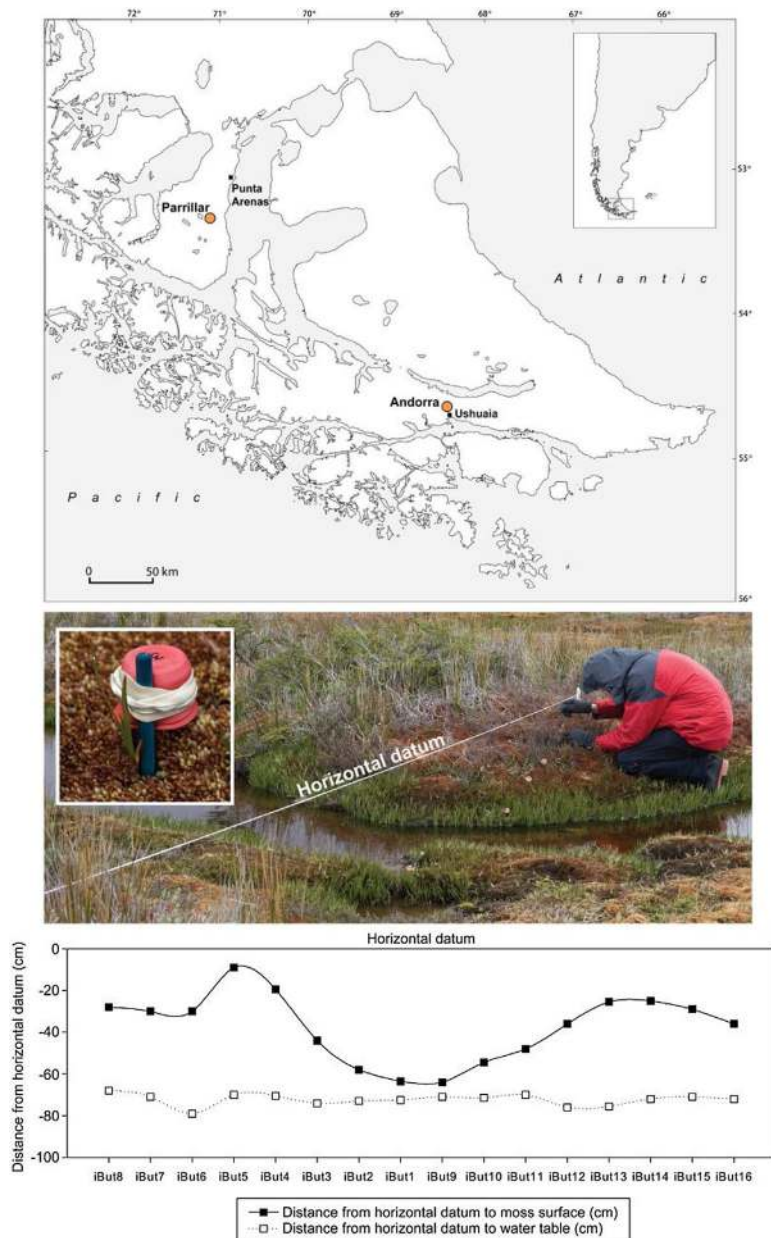 72° 71° 70° 69° 68° 67° 66°
53°
Punta
Arenas
Parrillar
A t l a n t i c
54°
Andorra
Ushuaia
55°
P a c i f i c
0 50 km
56°
Horizontal datum
Horizontal datum
Distance from horizontal datum (cm)
0
-20
-40
-60
-80
-100
iBut8 iBut7 iBut6 iBut5 iBut4 iBut3 iBut2 iBut1 iBut9 iBut10 iBut11 iBut12 iBut13 iBut14 iBut15 iBut16
Distance from horizontal datum to moss surface (cm)
Distance from horizontal datum to water table (cm)